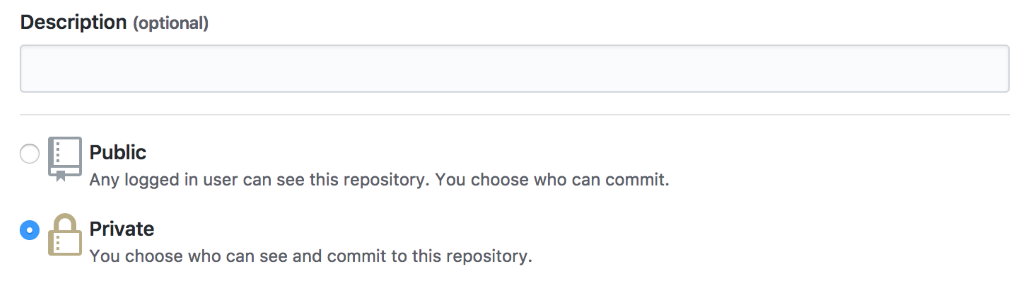 Description (optional)
Public
Any logged in user can see this repository. You choose who can commit.
Private
You choose who can see and commit to this repository.